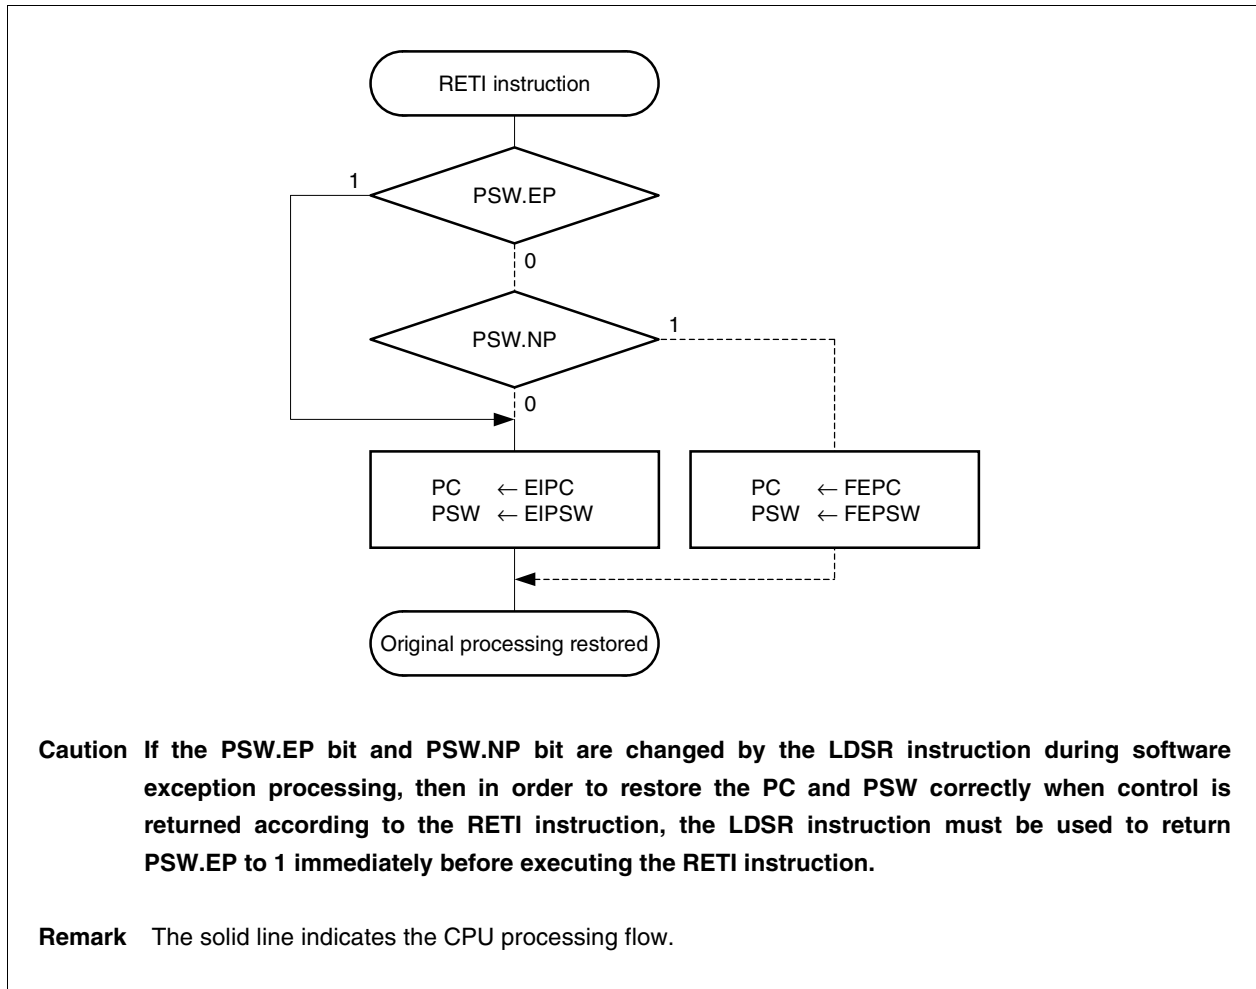 RETI instruction
1
PSW.EP
0
PSW.NP
1
0
PC ← EIPC
PSW ← EIPSW
PC ← FEPC
PSW ← FEPSW
Original processing restored
Caution If the PSW.EP bit and PSW.NP bit are changed by the LDSR instruction during software
exception processing, then in order to restore the PC and PSW correctly when control is
returned according to the RETI instruction, the LDSR instruction must be used to return
PSW.EP to 1 immediately before executing the RETI instruction.
Remark The solid line indicates the CPU processing flow.